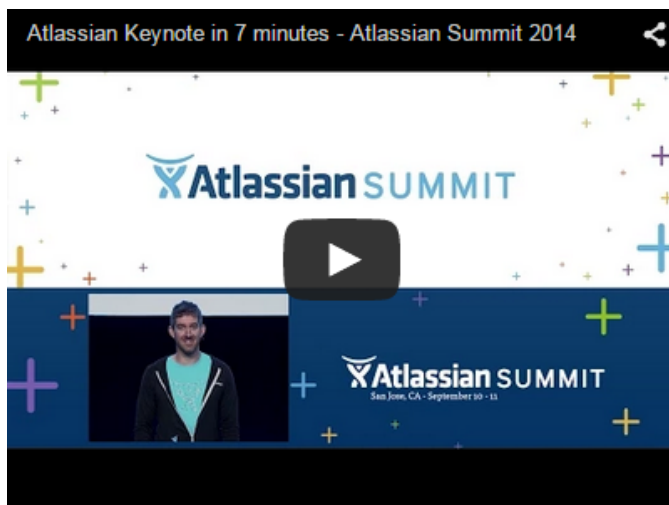 Atlassian Keynote in 7 minutes - Atlassian Summit 2014
Atlassian SUMMIT
Atlassian SUMMIT
San Jose, CA - September 10 - 11